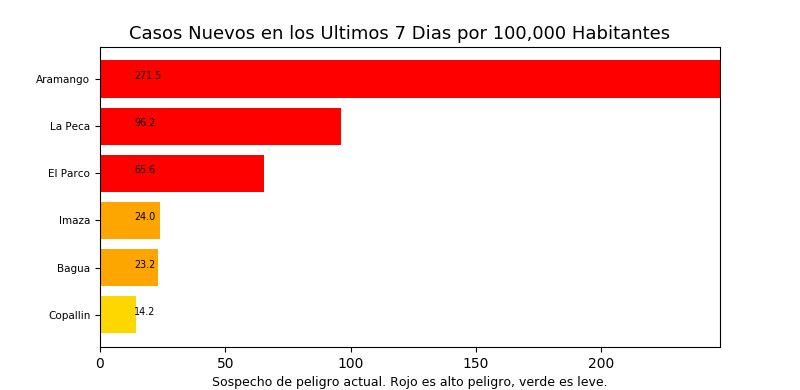 Casos Nuevos en los Ultimos 7 Dias por 100,000 Habitantes
Aramango 271.5
La Peca 96.2
El Parco 65.6
Imaza 24.0
Bagua 23.2
Copallin 14.2
0 50 100 150 200
Sospecho de peligro actual. Rojo es alto peligro, verde es leve.